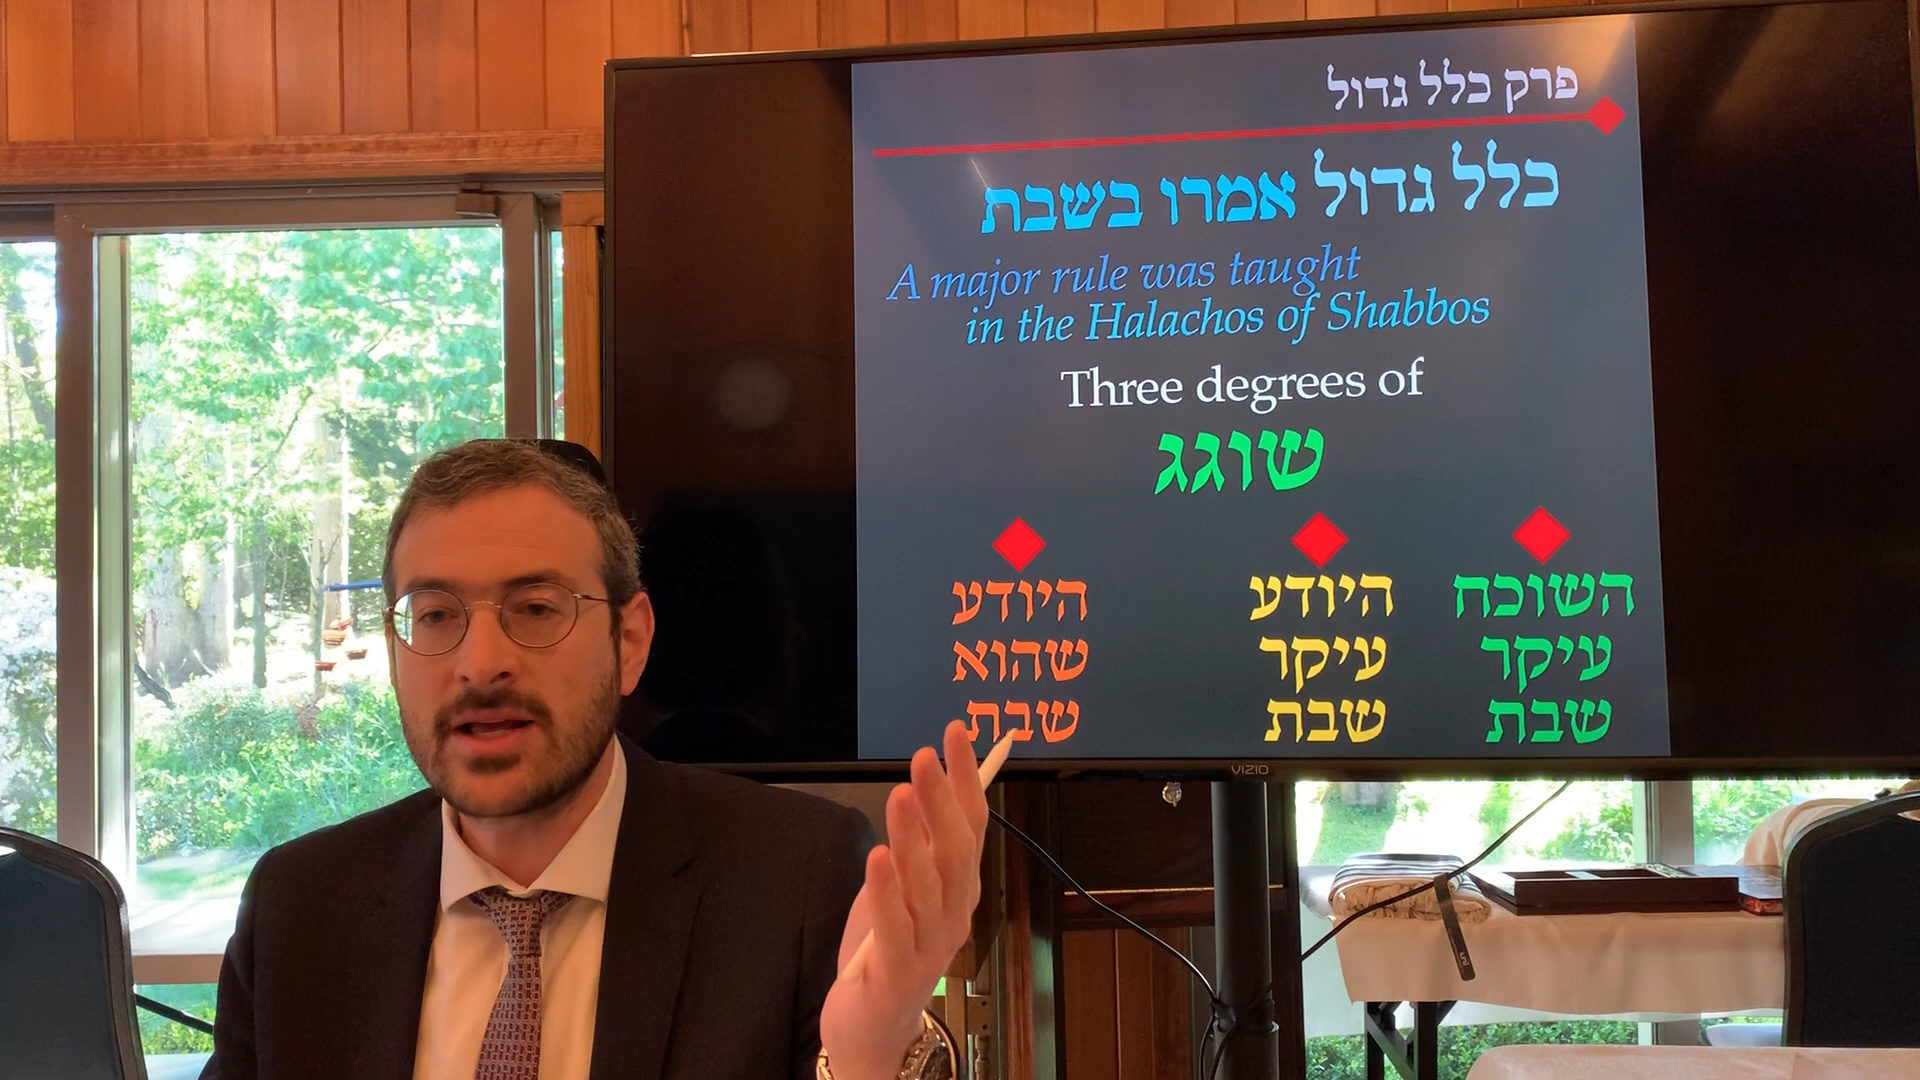 פרק כלל גדול
כלל גדול אמרו בשבת
A major rule was taught
in the Halachos of Shabbos
Three degrees of
שוגג
השוכח
עיקר
שבת
היודע
עיקר
שבת
היודע
שהוא
שבת
VIZIO